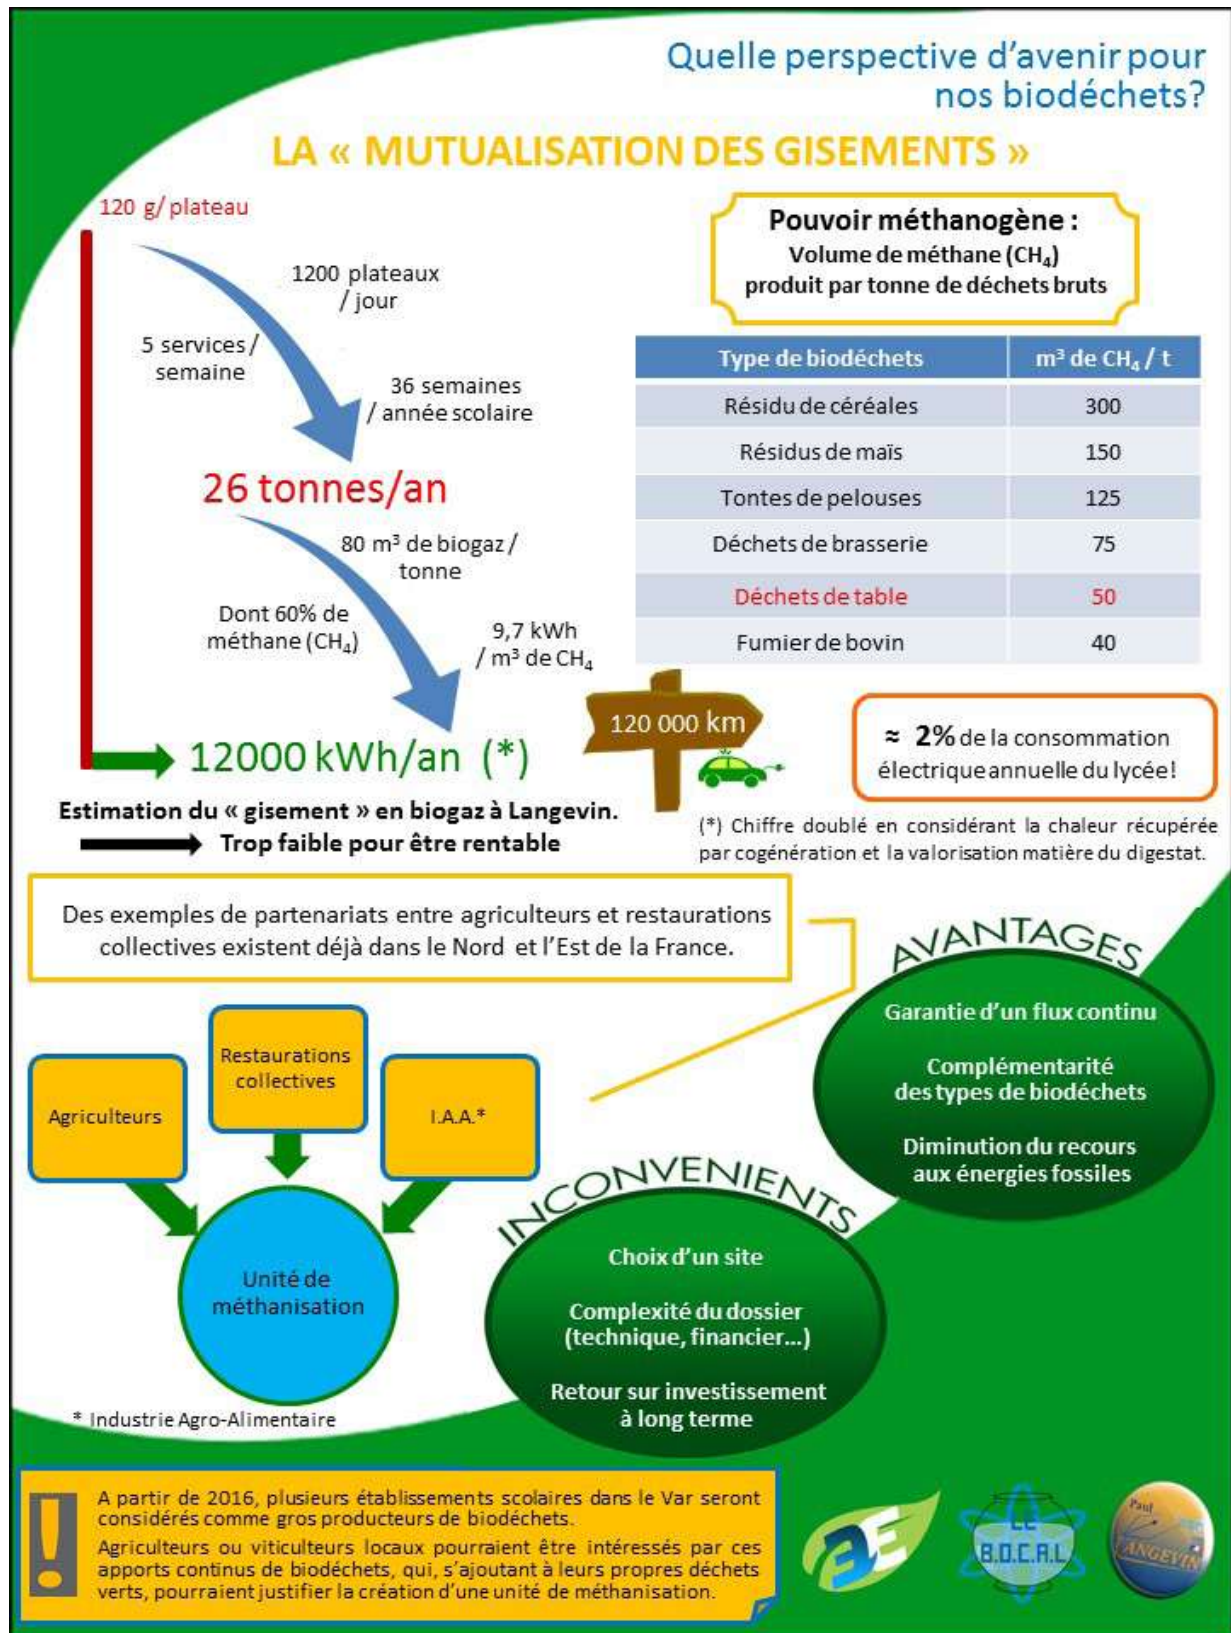 Quelle perspective d'avenir pour
nos biodéchets?
LA « MUTUALISATION DES GISEMENTS »
120 g/ plateau
1200 plateaux
/ jour
5 services /
semaine
36 semaines
/ année scolaire
26 tonnes/an
80 m³ de biogaz /
tonne
Dont 60% de
méthane (CH₄)
9,7 kWh
/ m³ de CH₄
12000 kWh/an (*)
Estimation du « gisement » en biogaz à Langevin.
Trop faible pour être rentable
Pouvoir méthanogène :
Volume de méthane (CH₄)
produit par tonne de déchets bruts
Type de biodéchets m³ de CH₄ / t
Résidu de céréales 300
Résidus de maïs 150
Tontes de pelouses 125
Déchets de brasserie 75
Déchets de table 50
Fumier de bovin 40
120 000 km
≈ 2% de la consommation
électrique annuelle du lycée!
(*) Chiffre doublé en considérant la chaleur récupérée
par cogénération et la valorisation matière du digestat.
Des exemples de partenariats entre agriculteurs et restaurations
collectives existent déjà dans le Nord et l'Est de la France.
Agriculteurs
Restaurations
collectives
I.A.A.*
Unité de
méthanisation
* Industrie Agro-Alimentaire
AVANTAGES
Garantie d'un flux continu
Complémentarité
des types de biodéchets
Diminution du recours
aux énergies fossiles
INCONVENIENTS
Choix d'un site
Complexité du dossier
(technique, financier...)
Retour sur investissement
à long terme
A partir de 2016, plusieurs établissements scolaires dans le Var seront
considérés comme gros producteurs de biodéchets.
Agriculteurs ou viticulteurs locaux pourraient être intéressés par ces
apports continus de biodéchets, qui, s'ajoutant à leurs propres déchets
verts, pourraient justifier la création d'une unité de méthanisation.
LE
B.O.C.A.L
Paul
LANGEVIN